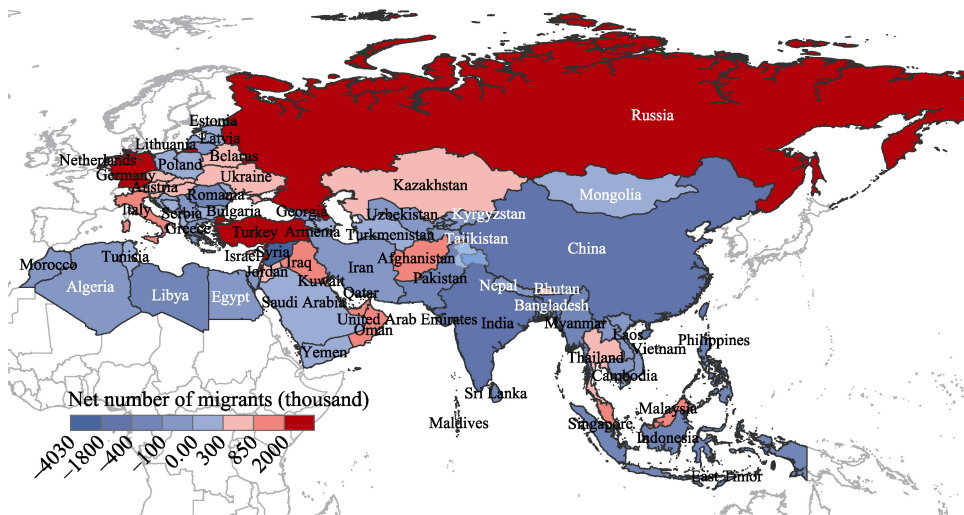 Russia
Estonia
Latvia
Lithuania
Belarus
Netherlands
Poland
Germany
Ukraine
Austria
Kazakhstan
Romania
Mongolia
Italy
Serbia
Bulgaria
Georgia
Uzbekistan
Kyrgyzstan
Greece
Turkey
Armenia
Turkmenistan
Tajikistan
China
Tunisia
Israel
Syria
Iraq
Afghanistan
Morocco
Jordan
Iran
Algeria
Kuwait
Pakistan
Libya
Egypt
Saudi Arabia
Qatar
Nepal
Bhutan
Bangladesh
United Arab Emirates
India
Myanmar
Oman
Laos
Philippines
Yemen
Thailand
Vietnam
Cambodia
Sri Lanka
Maldives
Malaysia
Singapore
Indonesia
East Timor
Net number of migrants (thousand)
−4030
−1800
−400
−100
0.00
300
850
2000